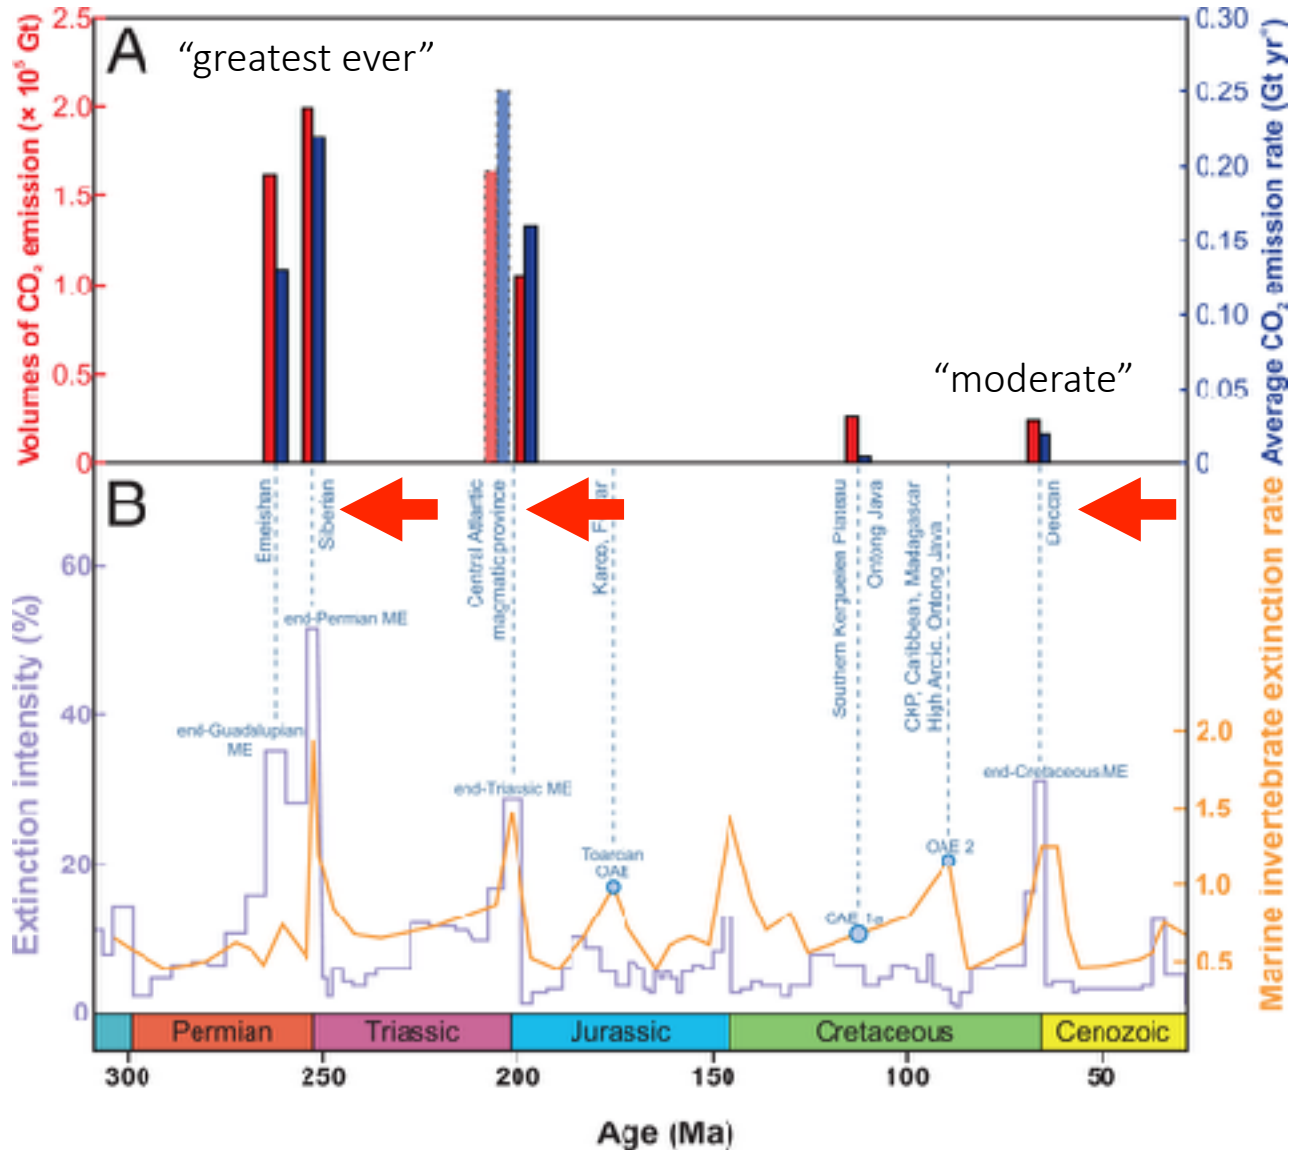 A
"greatest ever"
"moderate"
Volumes of CO₂ emission (× 10⁵ Gt)
2.5
2.0
1.5
1.0
0.5
0
Average CO₂ emission rate (Gt yr
0.30
0.25
0.20
0.15
0.10
0.05
0
B
Emeishan
Siberian
Central Atlantic
magmatic province
Karoo,
Southern Kerguelen Plateau
Ontong Java
Caribbean, Madagascar
High Arctic, Ontong Java
Deccan
Extinction intensity (%)
60
40
20
0
end-Permian ME
end-Guadalupian
ME
end-Triassic ME
Toarcian
OAE
OAE 1a
OAE 2
end-Cretaceous ME
Marine invertebrate extinction rate
2.0
1.5
1.0
0.5
Permian
Triassic
Jurassic
Cretaceous
Cenozoic
300
250
200
150
100
50
Age (Ma)